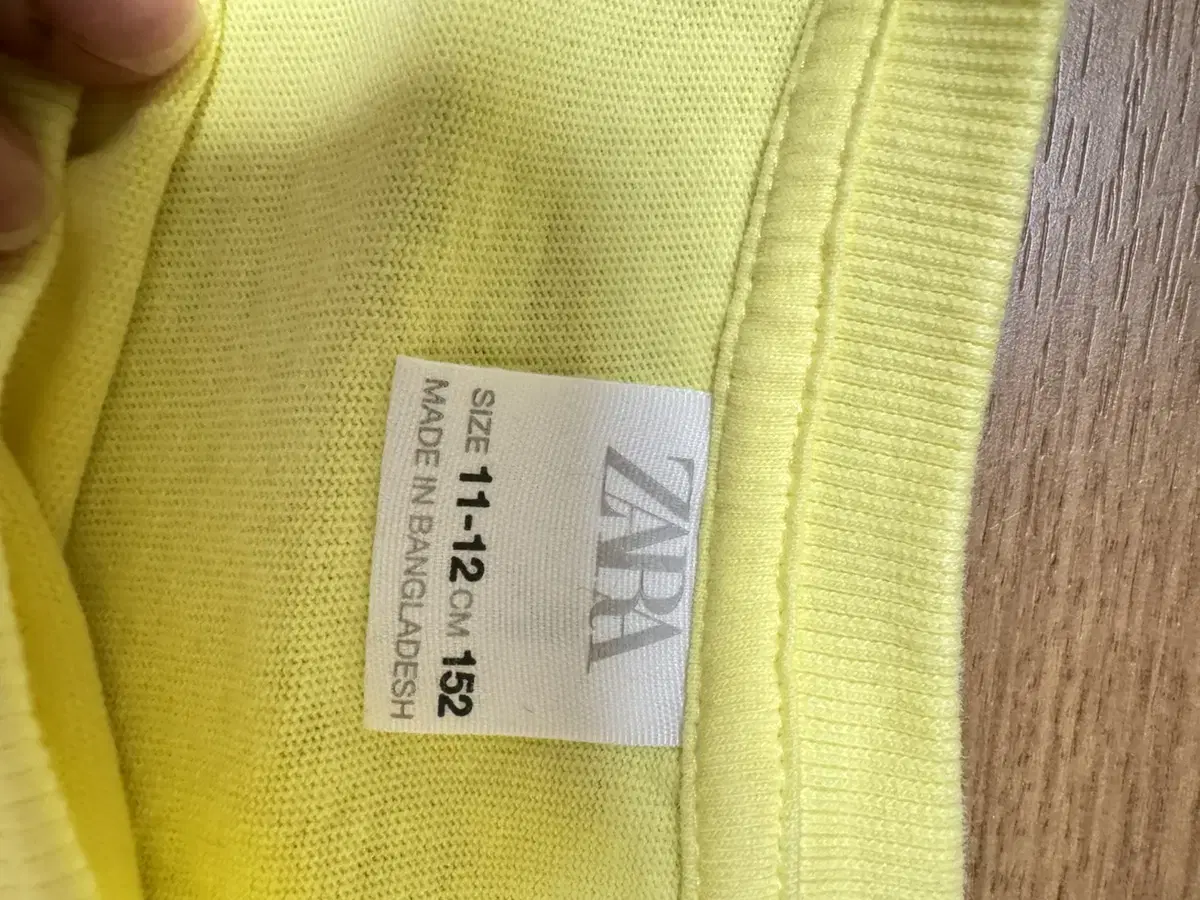 ZARA
SIZE 11-12 CM 152
MADE IN BANGLADESH